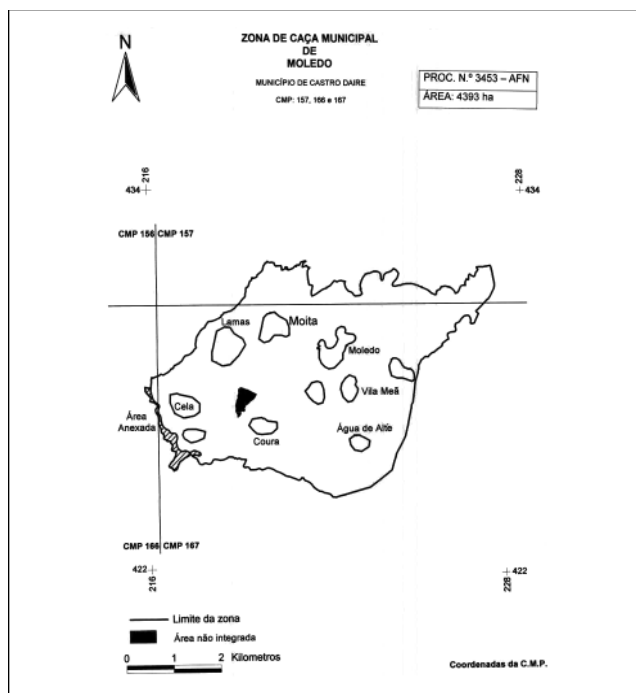 N
ZONA DE CAÇA MUNICIPAL
DE
MOLEDO
MUNICÍPIO DE CASTRO DAIRE
CMP: 157, 166 e 167
PROC. N.º 3453 – AFN
ÁREA: 4393 ha
216
434
228
434
CMP 156 CMP 157
Lamas
Moita
Moledo
Vila Meã
Cela
Área
Anexada
Coura
Água de Alte
CMP 166 CMP 167
422
216
422
228
Limite da zona
Área não integrada
0 1 2 Kilometros
Coordenadas da C.M.P.